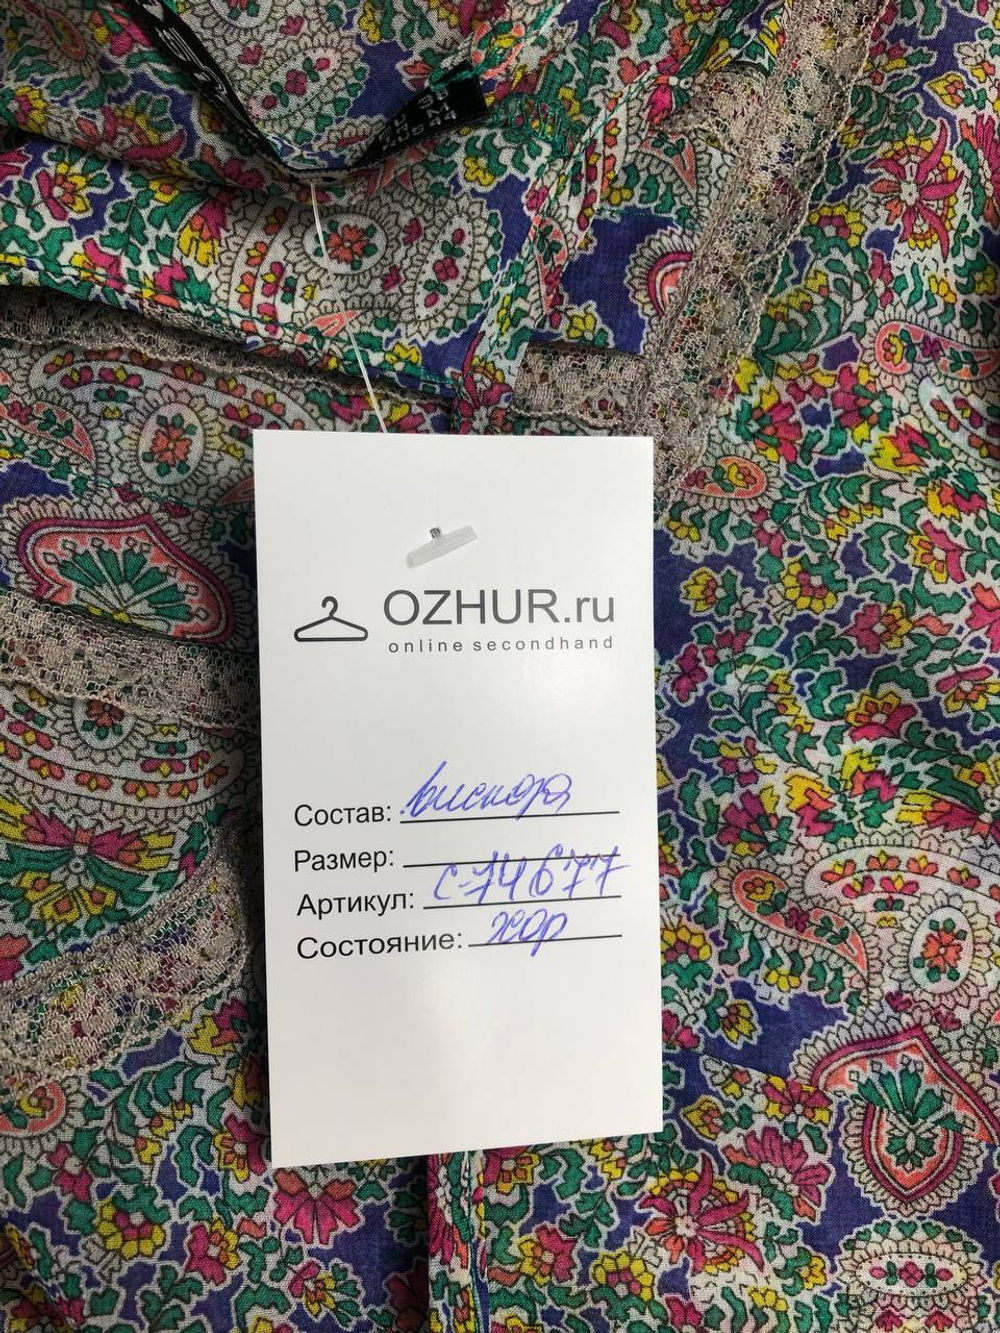 OZHUR.ru
online secondhand
Состав: вискоза
Размер:
Артикул: С-74677
Состояние: хор